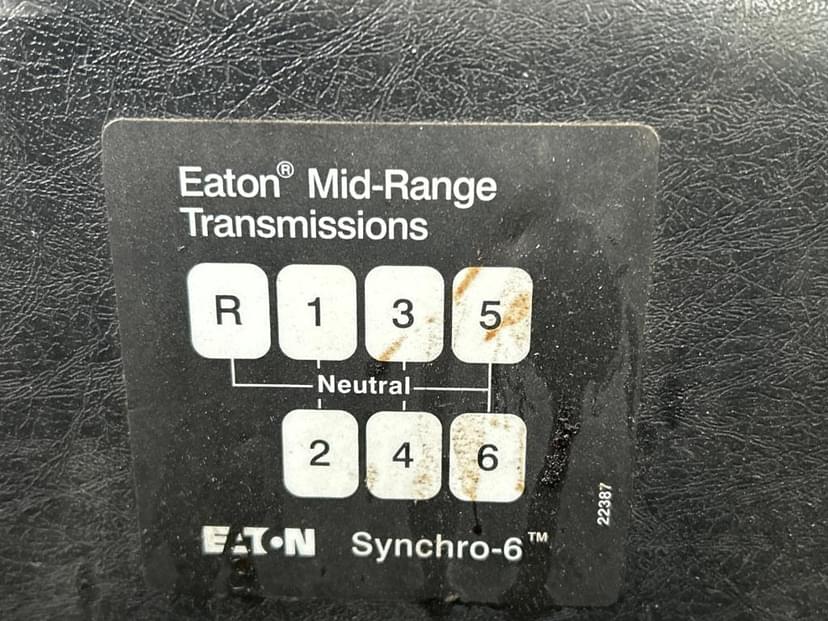 Eaton® Mid-Range
Transmissions
R 1 3 5
Neutral
2 4 6
22387
EATON Synchro-6™